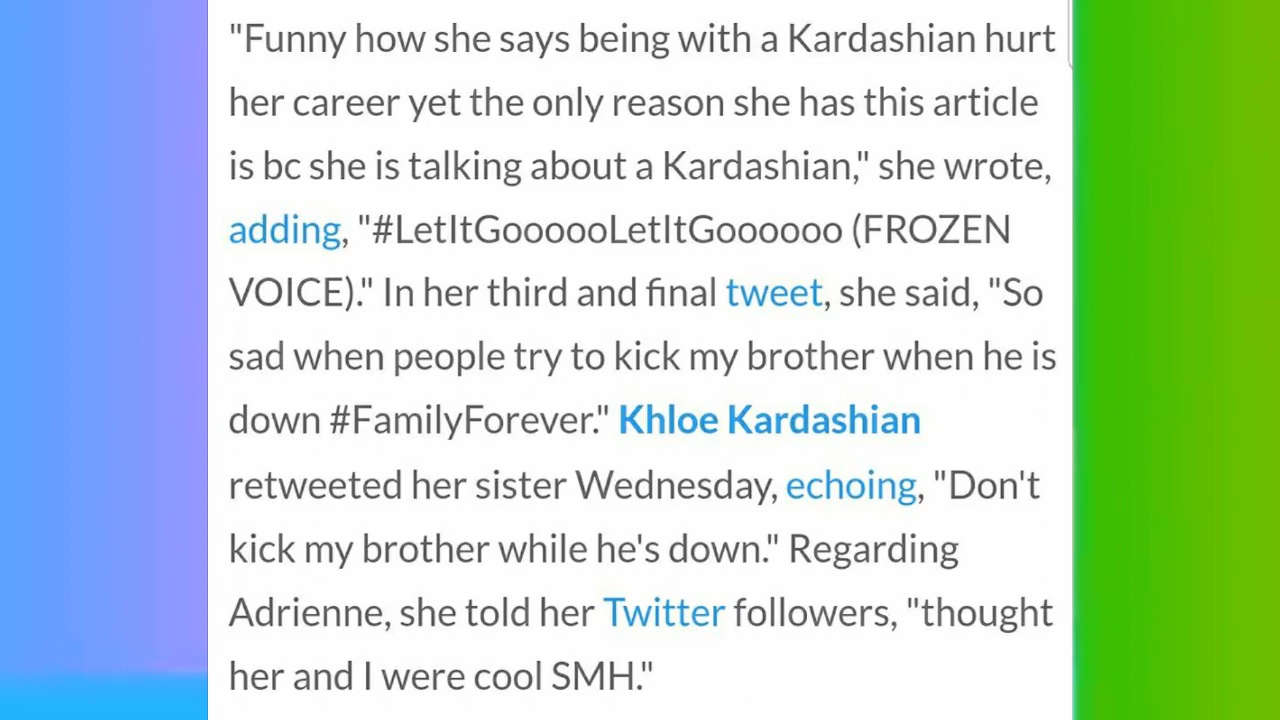 "Funny how she says being with a Kardashian hurt
her career yet the only reason she has this article
is bc she is talking about a Kardashian," she wrote,
adding, "#LetItGoooooLetItGoooooo (FROZEN
VOICE)." In her third and final tweet, she said, "So
sad when people try to kick my brother when he is
down #FamilyForever." Khloe Kardashian
retweeted her sister Wednesday, echoing, "Don't
kick my brother while he's down." Regarding
Adrienne, she told her Twitter followers, "thought
her and I were cool SMH."